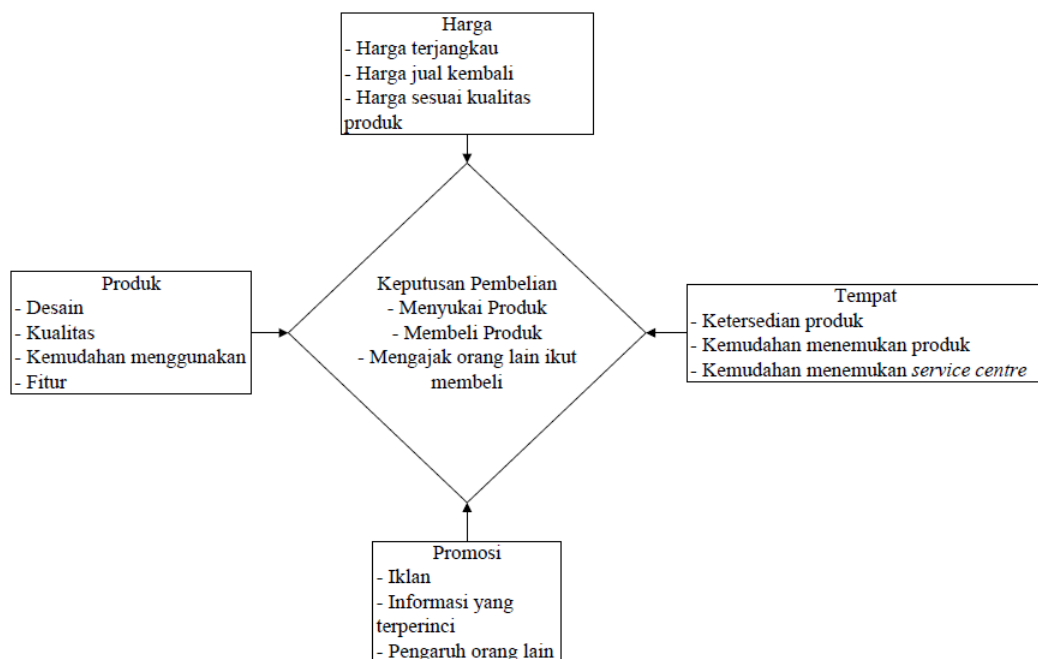 Harga
- Harga terjangkau
- Harga jual kembali
- Harga sesuai kualitas
produk
Produk
- Desain
- Kualitas
- Kemudahan menggunakan
- Fitur
Keputusan Pembelian
- Menyukai Produk
- Membeli Produk
- Mengajak orang lain ikut
membeli
Tempat
- Ketersedian produk
- Kemudahan menemukan produk
- Kemudahan menemukan service centre
Promosi
- Iklan
- Informasi yang
terperinci
- Pengaruh orang lain